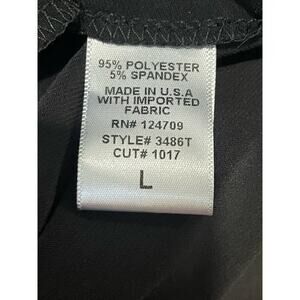 95% POLYESTER
5% SPANDEX
MADE IN U.S.A
WITH IMPORTED
FABRIC
RN# 124709
STYLE# 3486T
CUT# 1017
L